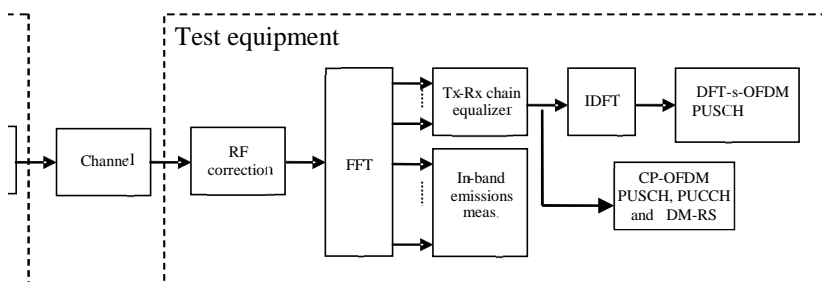 Test equipment
Channel
RF
correction
FFT
Tx-Rx chain
equalizer
In-band
emissions
meas.
IDFT
DFT-s-OFDM
PUSCH
CP-OFDM
PUSCH, PUCCH
and DM-RS